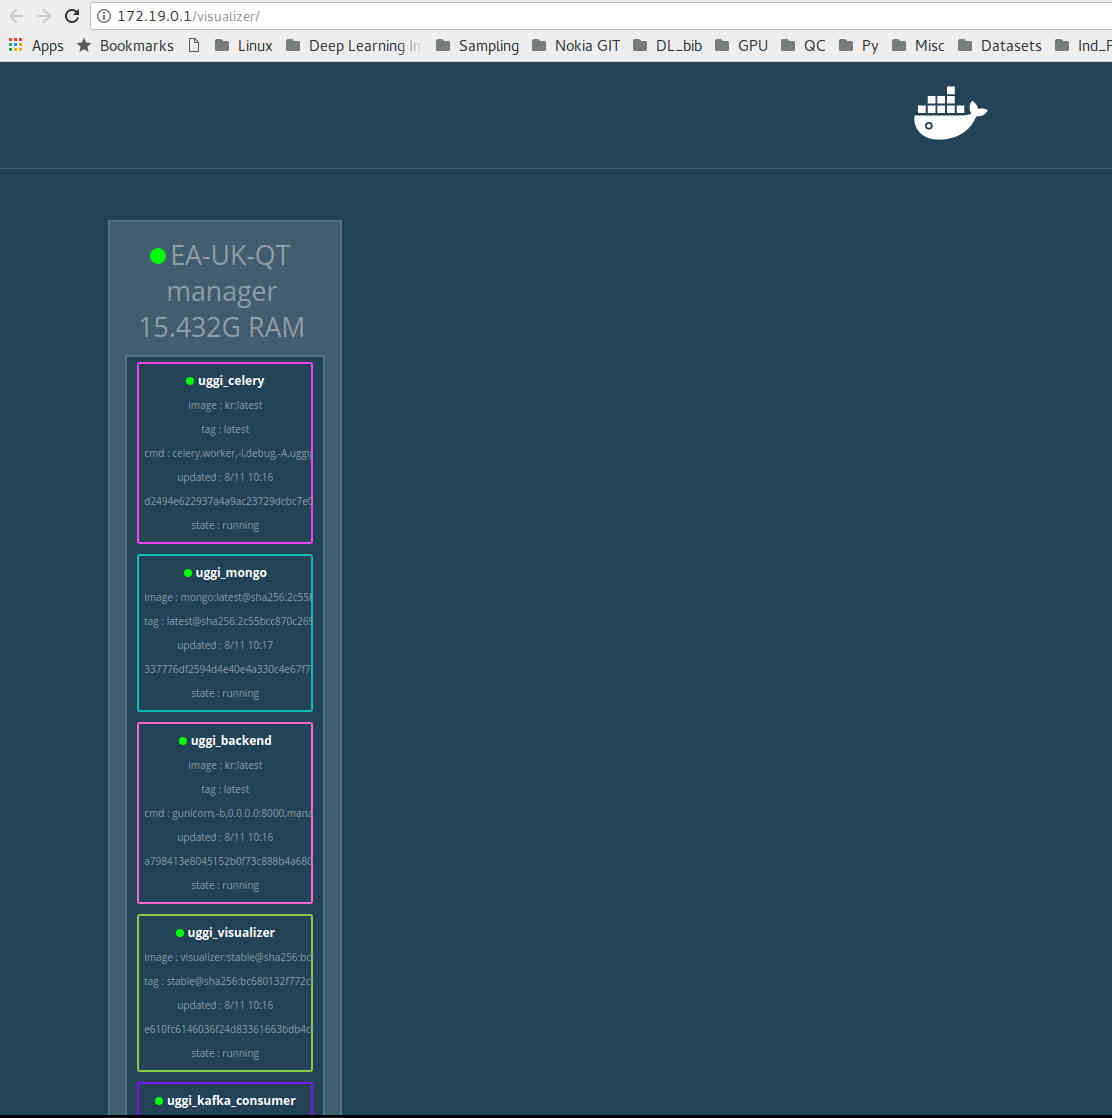 172.19.0.1/visualizer/
Apps Bookmarks Linux Deep Learning In Sampling Nokia GIT DL_bib GPU QC Py Misc Datasets Ind_F
EA-UK-QT
manager
15.432G RAM
uggi_celery
image : kr:latest
tag : latest
cmd : celery,worker,-l,debug,-A,uggi
updated : 8/11 10:16
d2494e622937a4a9ac23729dcbc7e0
state : running
uggi_mongo
image : mongo:latest@sha256:2c55
tag : latest@sha256:2c55bcc870c269
updated : 8/11 10:17
337776df2594d4e40e4a330c4e67f7
state : running
uggi_backend
image : kr:latest
tag : latest
cmd : gunicorn,-b,0.0.0.0:8000,mana
updated : 8/11 10:16
a798413e8045152b0f73c888b4a680
state : running
uggi_visualizer
image : visualizer:stable@sha256:bc
tag : stable@sha256:bc680132f772c
updated : 8/11 10:16
e610fc6146036f24d83361663bdb4c
state : running
uggi_kafka_consumer